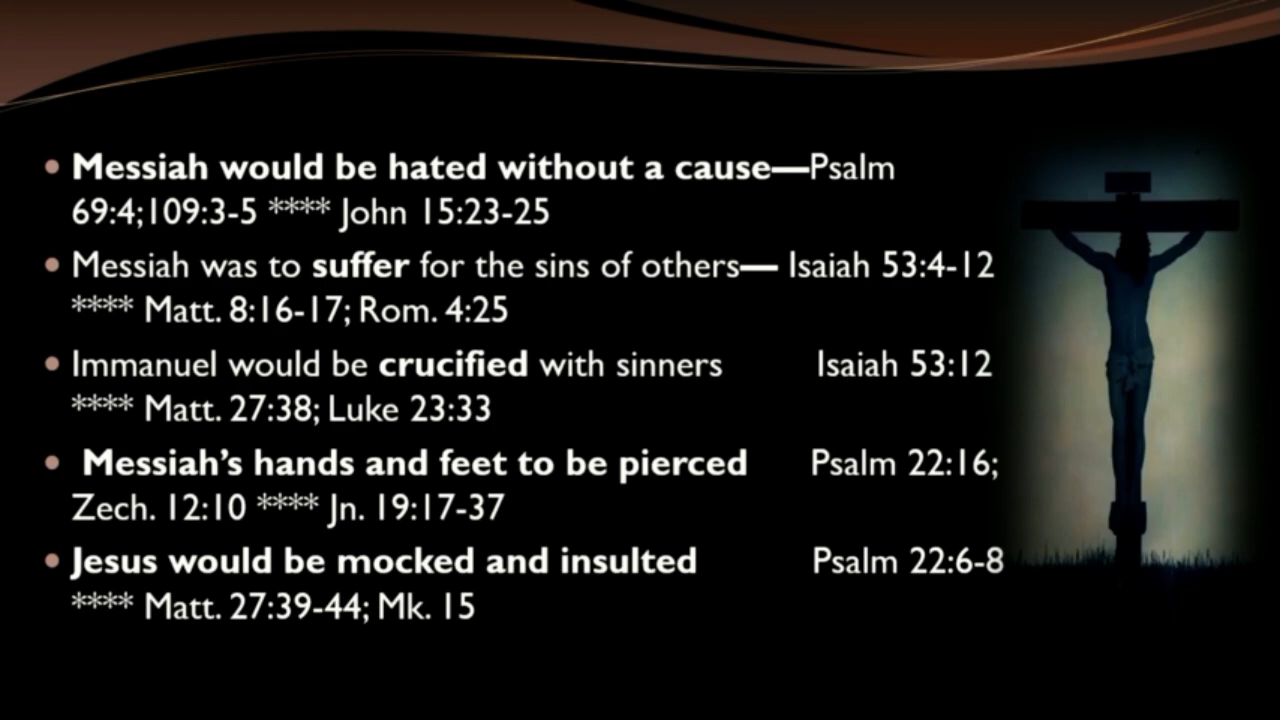 • Messiah would be hated without a cause—Psalm
69:4;109:3-5 **** John 15:23-25
• Messiah was to suffer for the sins of others— Isaiah 53:4-12
**** Matt. 8:16-17; Rom. 4:25
• Immanuel would be crucified with sinners Isaiah 53:12
**** Matt. 27:38; Luke 23:33
• Messiah’s hands and feet to be pierced Psalm 22:16;
Zech. 12:10 **** Jn. 19:17-37
• Jesus would be mocked and insulted Psalm 22:6-8
**** Matt. 27:39-44; Mk. 15